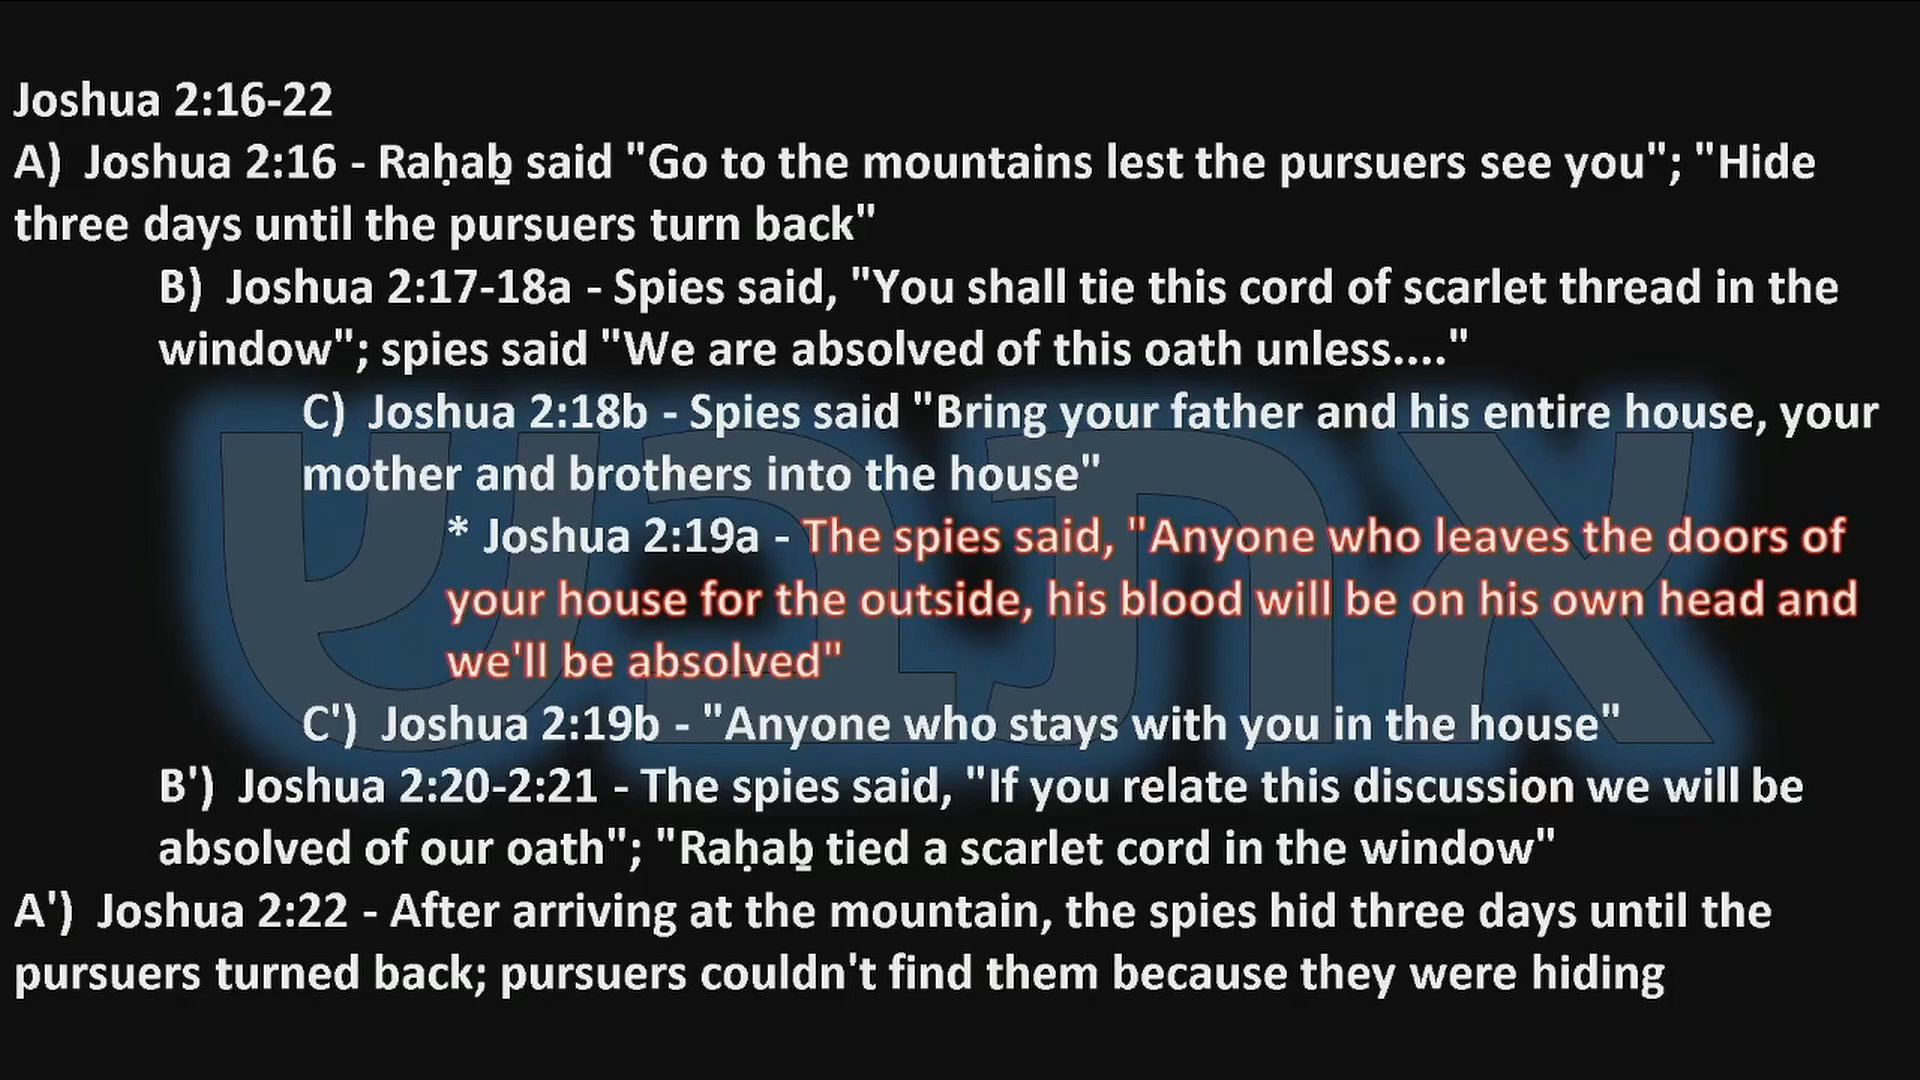 Joshua 2:16-22
A) Joshua 2:16 - Raḥaḇ said "Go to the mountains lest the pursuers see you"; "Hide
three days until the pursuers turn back"
B) Joshua 2:17-18a - Spies said, "You shall tie this cord of scarlet thread in the
window"; spies said "We are absolved of this oath unless...."
C) Joshua 2:18b - Spies said "Bring your father and his entire house, your
mother and brothers into the house"
* Joshua 2:19a - The spies said, "Anyone who leaves the doors of
your house for the outside, his blood will be on his own head and
we'll be absolved"
C') Joshua 2:19b - "Anyone who stays with you in the house"
B') Joshua 2:20-2:21 - The spies said, "If you relate this discussion we will be
absolved of our oath"; "Raḥaḇ tied a scarlet cord in the window"
A') Joshua 2:22 - After arriving at the mountain, the spies hid three days until the
pursuers turned back; pursuers couldn't find them because they were hiding
אתבש